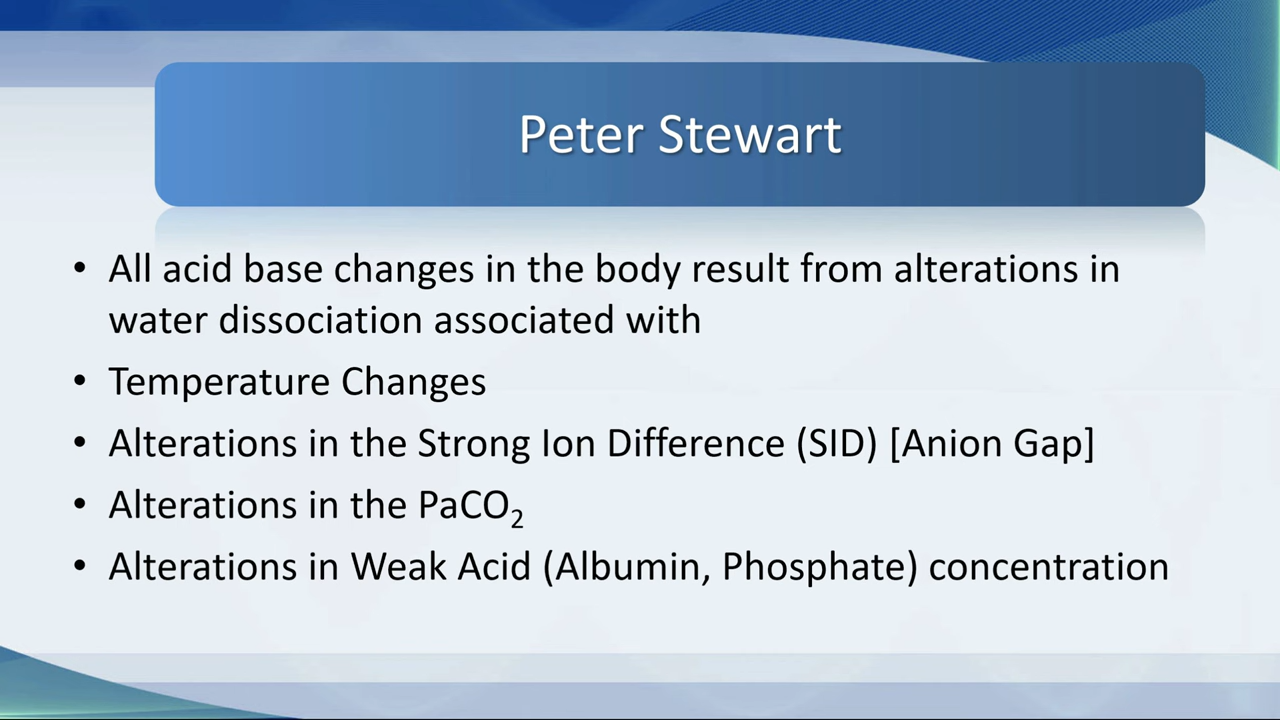 Peter Stewart
• All acid base changes in the body result from alterations in
water dissociation associated with
• Temperature Changes
• Alterations in the Strong Ion Difference (SID) [Anion Gap]
• Alterations in the PaCO₂
• Alterations in Weak Acid (Albumin, Phosphate) concentration